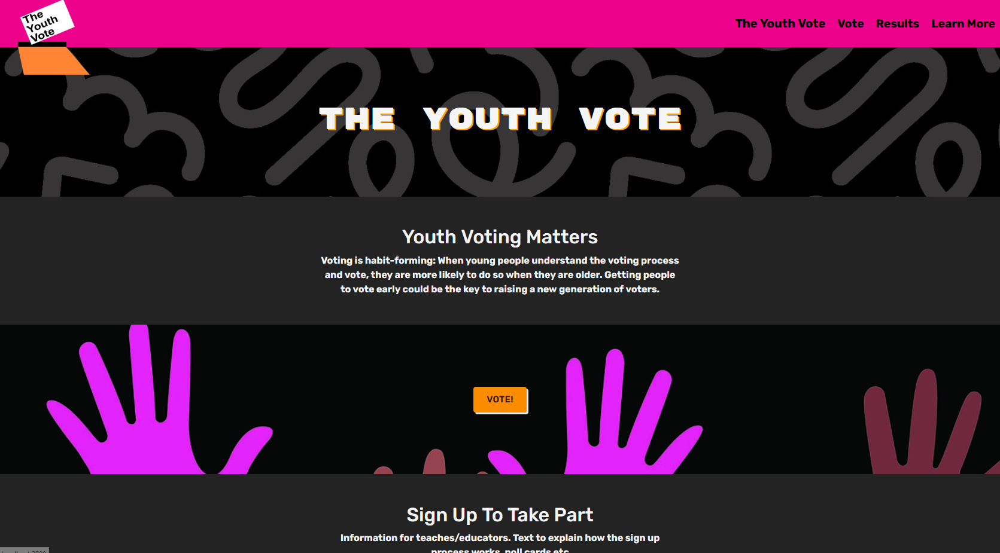 The
Youth
Vote
The Youth Vote Vote Results Learn More
THE YOUTH VOTE
Youth Voting Matters
Voting is habit-forming: When young people understand the voting process
and vote, they are more likely to do so when they are older. Getting people
to vote early could be the key to raising a new generation of voters.
VOTE!
Sign Up To Take Part
Information for teaches/educators. Text to explain how the sign up
process works, poll cards etc.